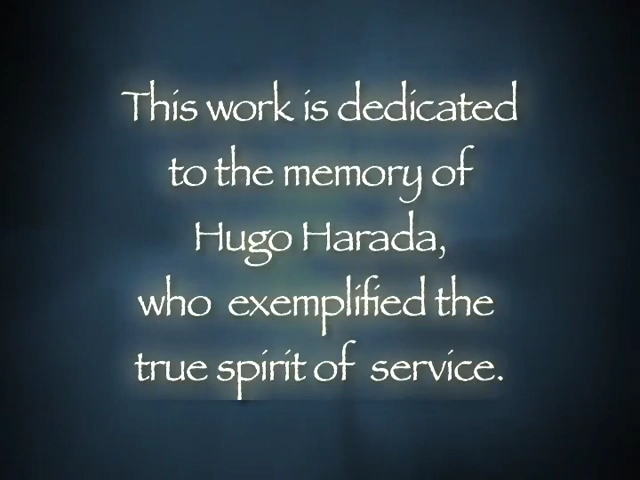 This work is dedicated
to the memory of
Hugo Harada,
who exemplified the
true spirit of service.